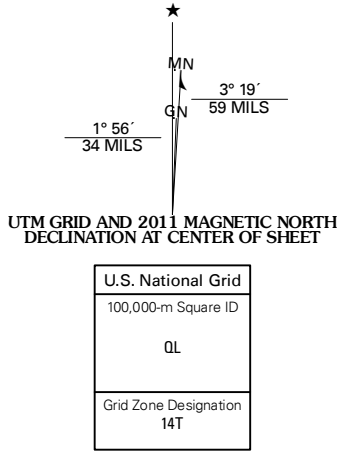 ★
MN
3° 19´
59 MILS
GN
1° 56´
34 MILS
UTM GRID AND 2011 MAGNETIC NORTH
DECLINATION AT CENTER OF SHEET
U.S. National Grid
100,000-m Square ID
QL
Grid Zone Designation
14T